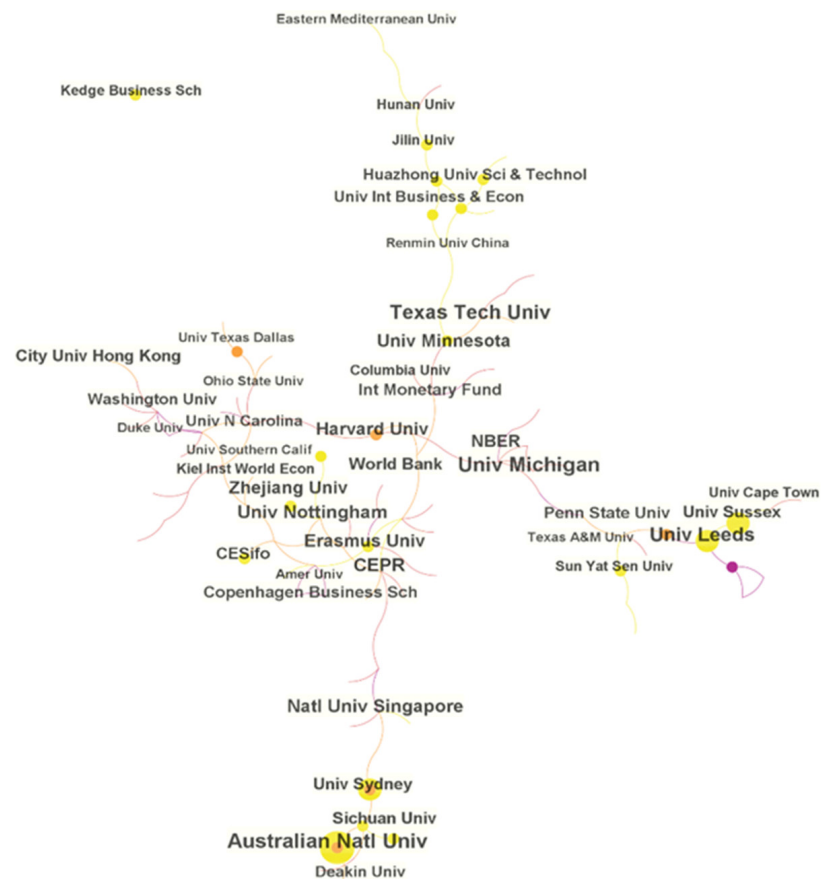 Eastern Mediterranean Univ
Kedge Business Sch
Hunan Univ
Jilin Univ
Huazhong Univ Sci & Technol
Univ Int Business & Econ
Renmin Univ China
Texas Tech Univ
Univ Texas Dallas
Univ Minnesota
City Univ Hong Kong
Columbia Univ
Ohio State Univ
Int Monetary Fund
Washington Univ
Univ N Carolina
Duke Univ
Harvard Univ
NBER
Univ Southern Calif
World Bank
Univ Michigan
Kiel Inst World Econ
Zhejiang Univ
Univ Cape Town
Univ Nottingham
Penn State Univ
Univ Sussex
Texas A&M Univ
Univ Leeds
Erasmus Univ
CESifo
CEPR
Sun Yat Sen Univ
Amer Univ
Copenhagen Business Sch
Natl Univ Singapore
Univ Sydney
Sichuan Univ
Australian Natl Univ
Deakin Univ